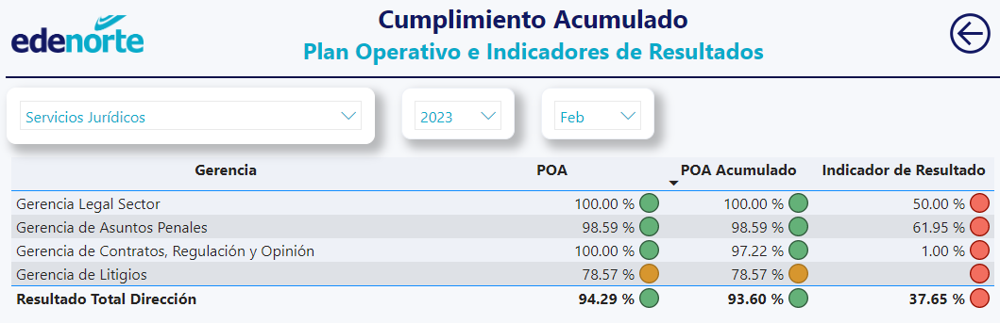 edenorte
Cumplimiento Acumulado
Plan Operativo e Indicadores de Resultados
Servicios Jurídicos
2023
Feb
Gerencia POA POA Acumulado Indicador de Resultado
Gerencia Legal Sector 100.00 % 100.00 % 50.00 %
Gerencia de Asuntos Penales 98.59 % 98.59 % 61.95 %
Gerencia de Contratos, Regulación y Opinión 100.00 % 97.22 % 1.00 %
Gerencia de Litigios 78.57 % 78.57 %
Resultado Total Dirección 94.29 % 93.60 % 37.65 %